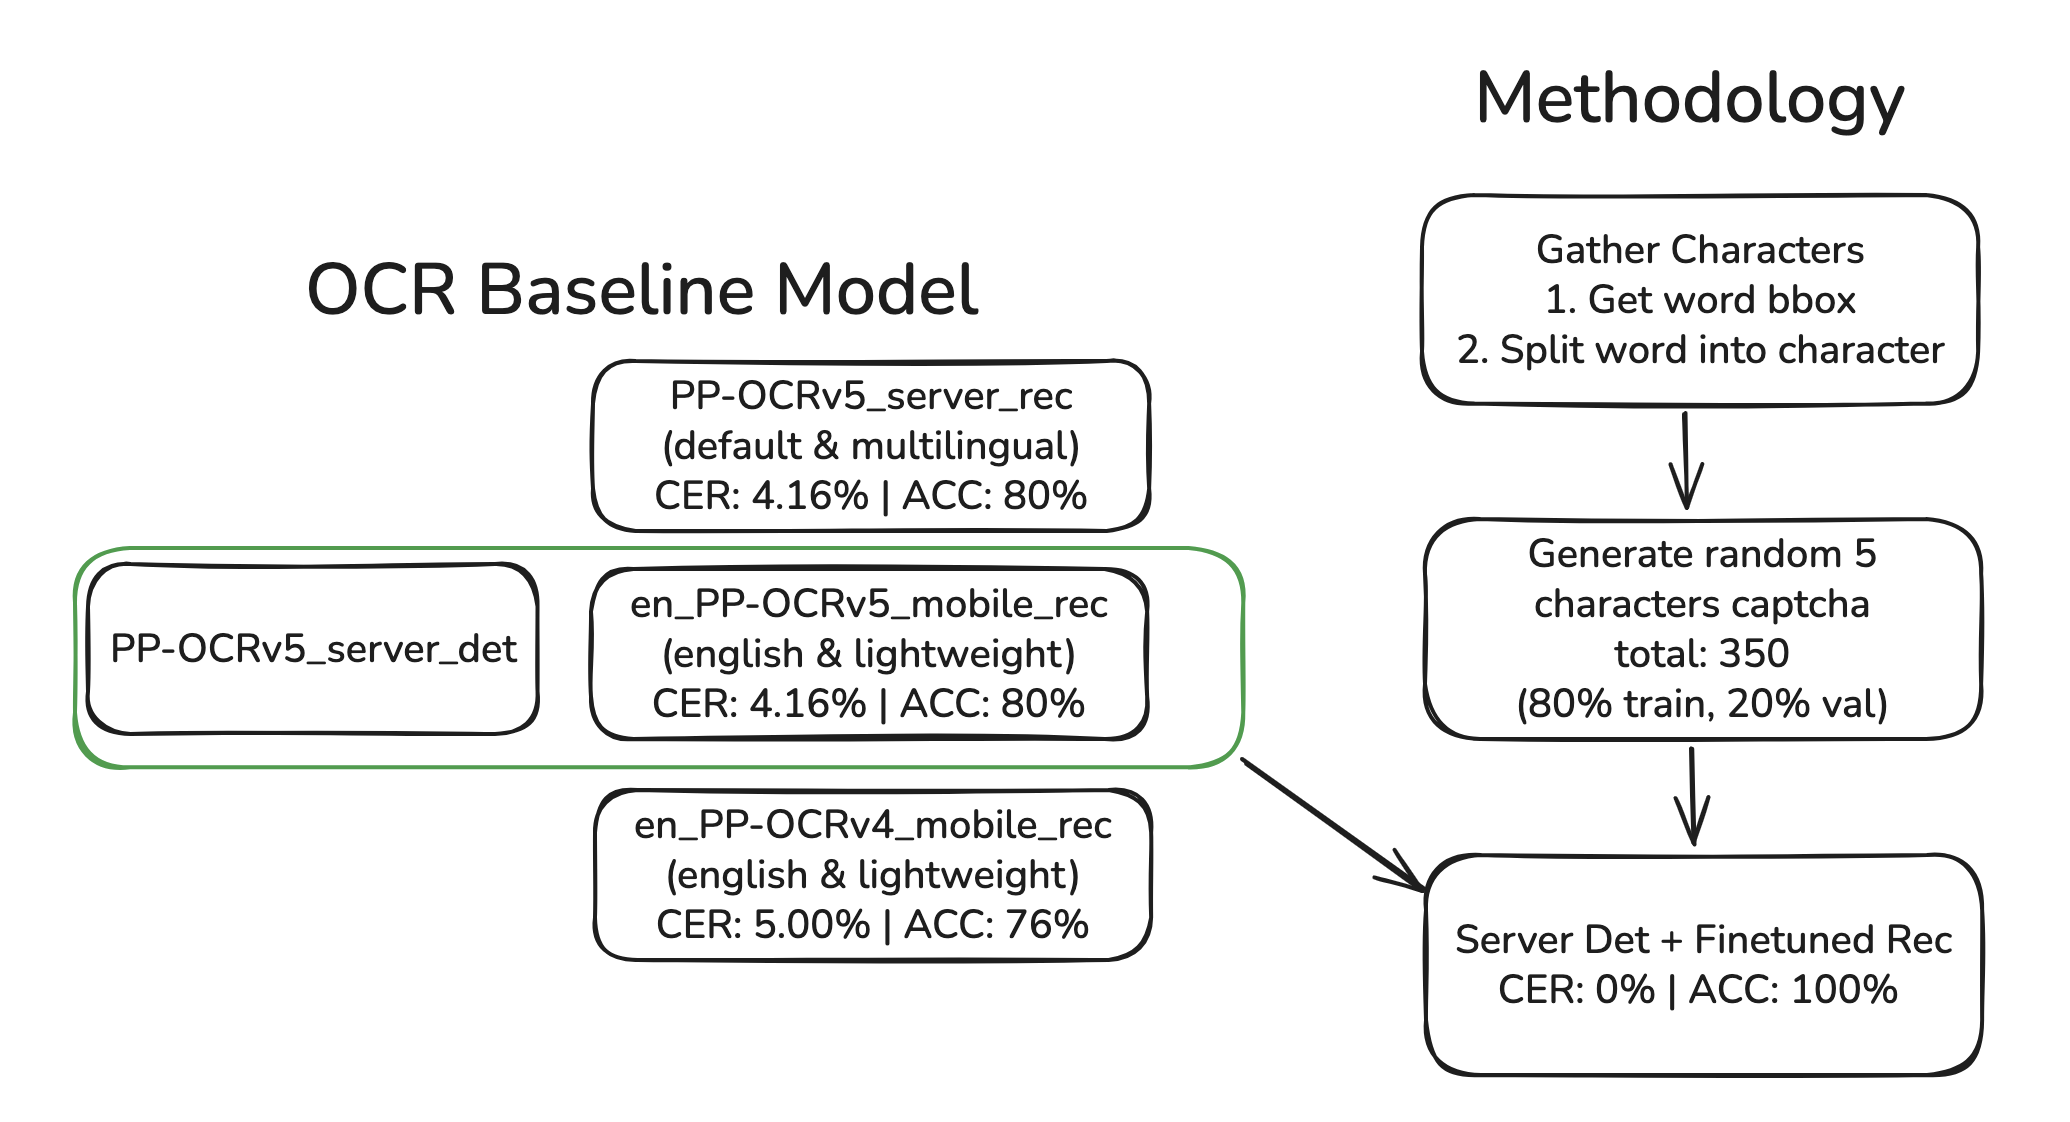 OCR Baseline Model
PP-OCRv5_server_rec
(default & multilingual)
CER: 4.16% | ACC: 80%
PP-OCRv5_server_det
en_PP-OCRv5_mobile_rec
(english & lightweight)
CER: 4.16% | ACC: 80%
en_PP-OCRv4_mobile_rec
(english & lightweight)
CER: 5.00% | ACC: 76%
Methodology
Gather Characters
1. Get word bbox
2. Split word into character
Generate random 5
characters captcha
total: 350
(80% train, 20% val)
Server Det + Finetuned Rec
CER: 0% | ACC: 100%